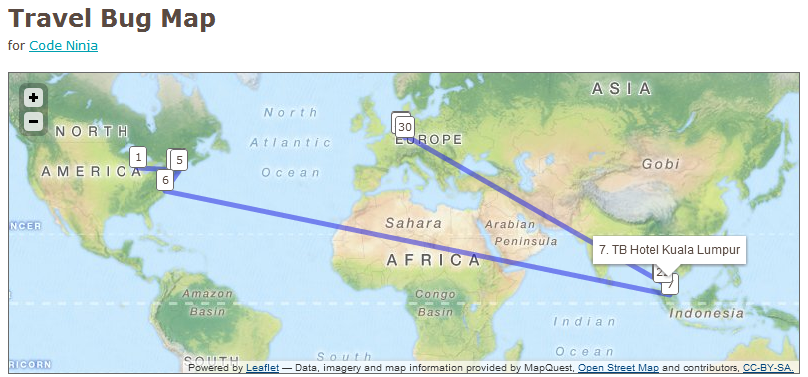 Travel Bug Map
for Code Ninja
+
−
ASIA
North
Atlantic
Ocean
NORTH
AMERICA
1
5
6
30
EUROPE
Gobi
Sahara
Arabian
Peninsula
NCER
7. TB Hotel Kuala Lumpur
AFRICA
7
Amazon
Basin
Congo
Basin
Indonesia
Indian
Ocean
SOUTH
South
RICORN
Powered by Leaflet — Data, imagery and map information provided by MapQuest, Open Street Map and contributors, CC-BY-SA.